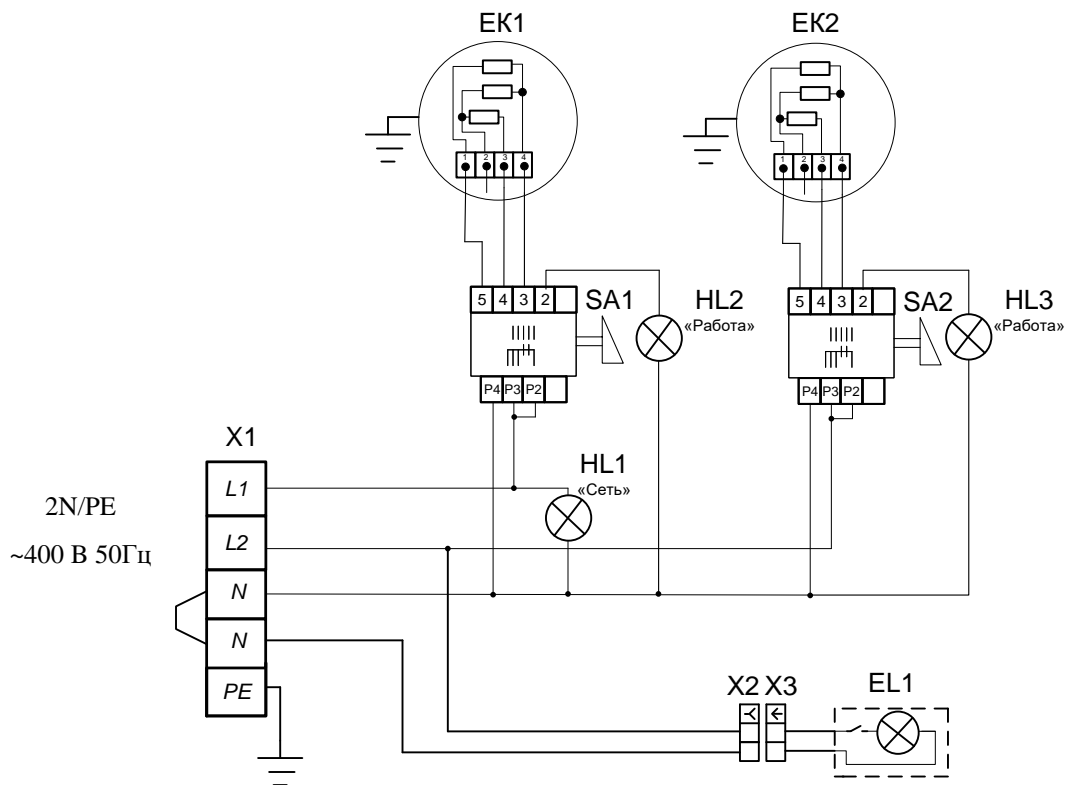 EK1 EK2
1 2 3 4
1 2 3 4
5 4 3 2 SA1 HL2
«Работа»
5 4 3 2 SA2 HL3
«Работа»
P4 P3 P2
P4 P3 P2
X1
HL1
«Сеть»
L1
2N/PE
~400 В 50Гц
L2
N
N
PE
X2 X3 EL1